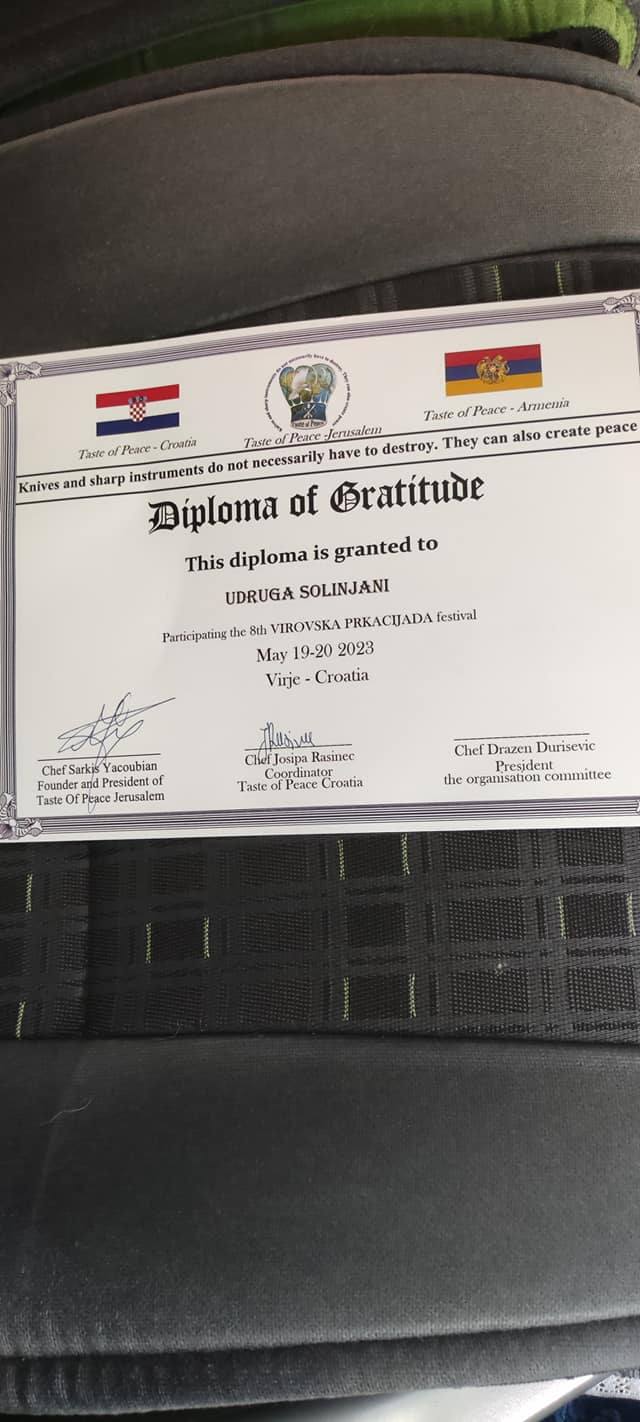 Taste of Peace
Taste of Peace - Croatia
Taste of Peace -Jerusalem
Taste of Peace - Armenia
Knives and sharp instruments do not necessarily have to destroy. They can also create peace
Diploma of Gratitude
This diploma is granted to
UDRUGA SOLINJANI
Participating the 8th VIROVSKA PRKACIJADA festival
May 19-20 2023
Virje - Croatia
Chef Sarkis Yacoubian
Founder and President of
Taste Of Peace Jerusalem
Chef Josipa Rasinec
Coordinator
Taste of Peace Croatia
Chef Drazen Durisevic
President
the organisation committee